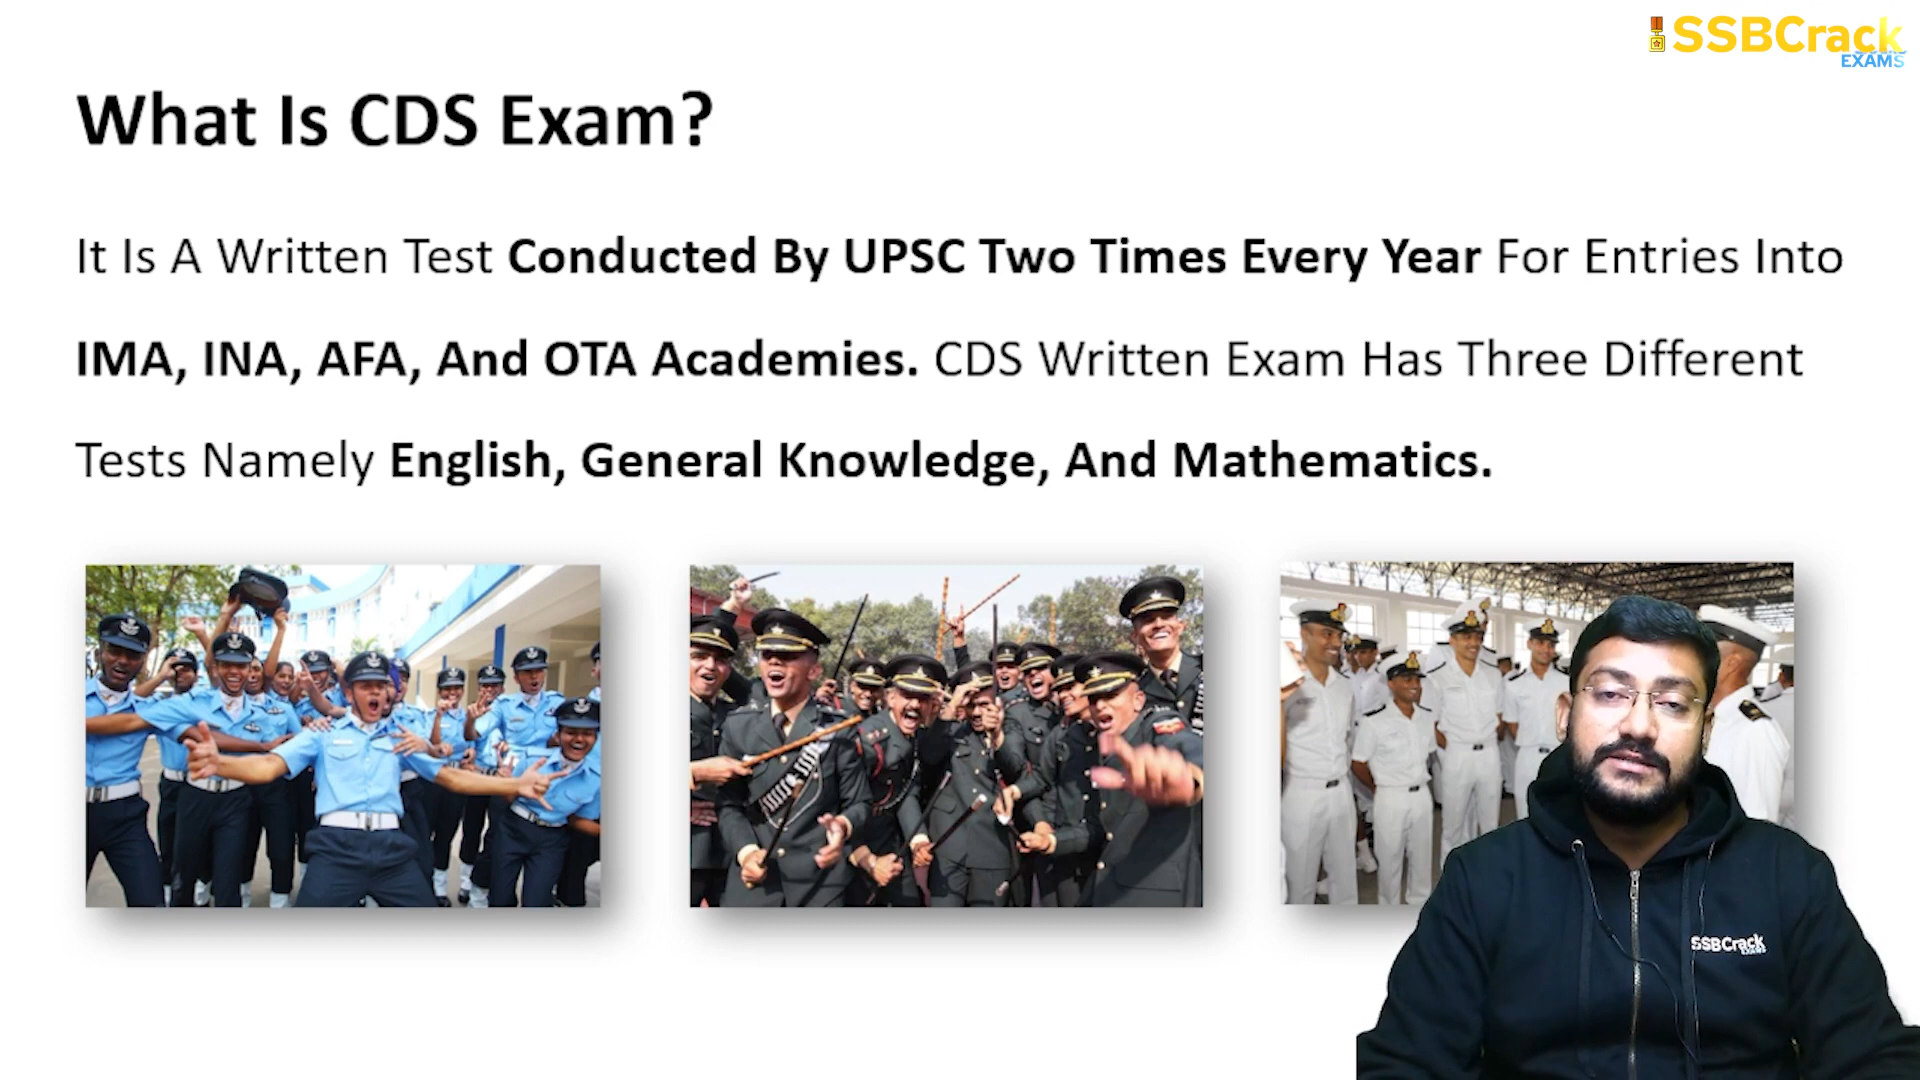 SSBCrack
EXAMS
What Is CDS Exam?
It Is A Written Test Conducted By UPSC Two Times Every Year For Entries Into
IMA, INA, AFA, And OTA Academies. CDS Written Exam Has Three Different
Tests Namely English, General Knowledge, And Mathematics.
SSBCrack
EXAMS